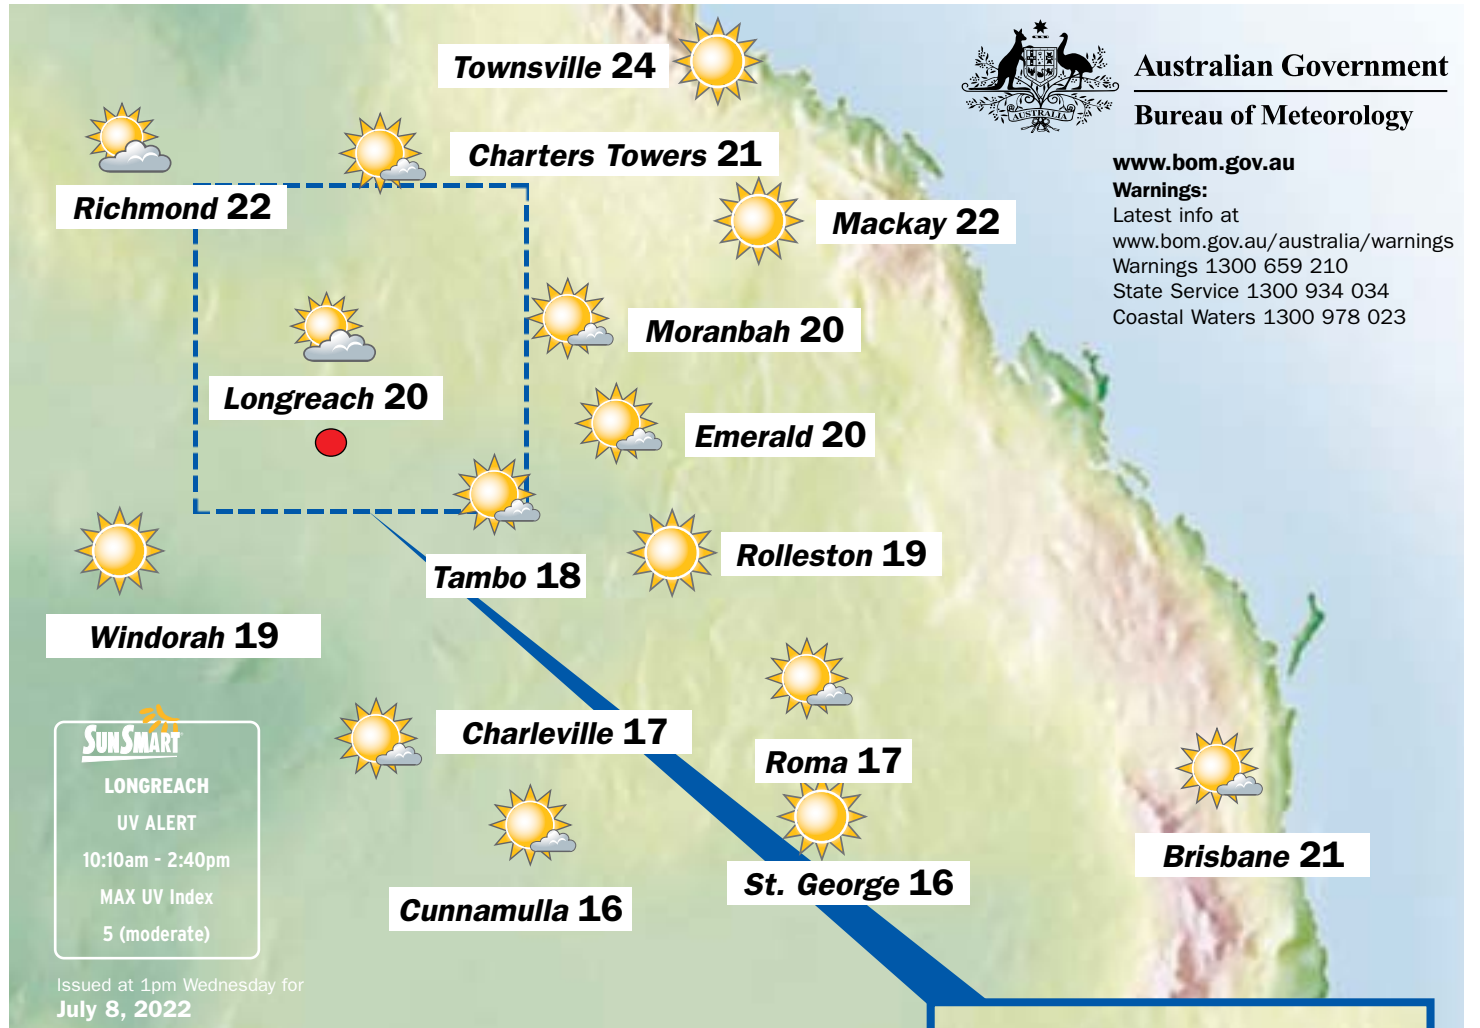 Townsville 24
Charters Towers 21
Richmond 22
Mackay 22
Moranbah 20
Longreach 20
Emerald 20
Tambo 18
Rolleston 19
Windorah 19
Charleville 17
Roma 17
Cunnamulla 16
St. George 16
Brisbane 21
AUSTRALIA
Australian Government
Bureau of Meteorology
www.bom.gov.au
Warnings:
Latest info at
www.bom.gov.au/australia/warnings
Warnings 1300 659 210
State Service 1300 934 034
Coastal Waters 1300 978 023
SUNSMART
LONGREACH
UV ALERT
10:10am - 2:40pm
MAX UV Index
5 (moderate)
Issued at 1pm Wednesday for
July 8, 2022